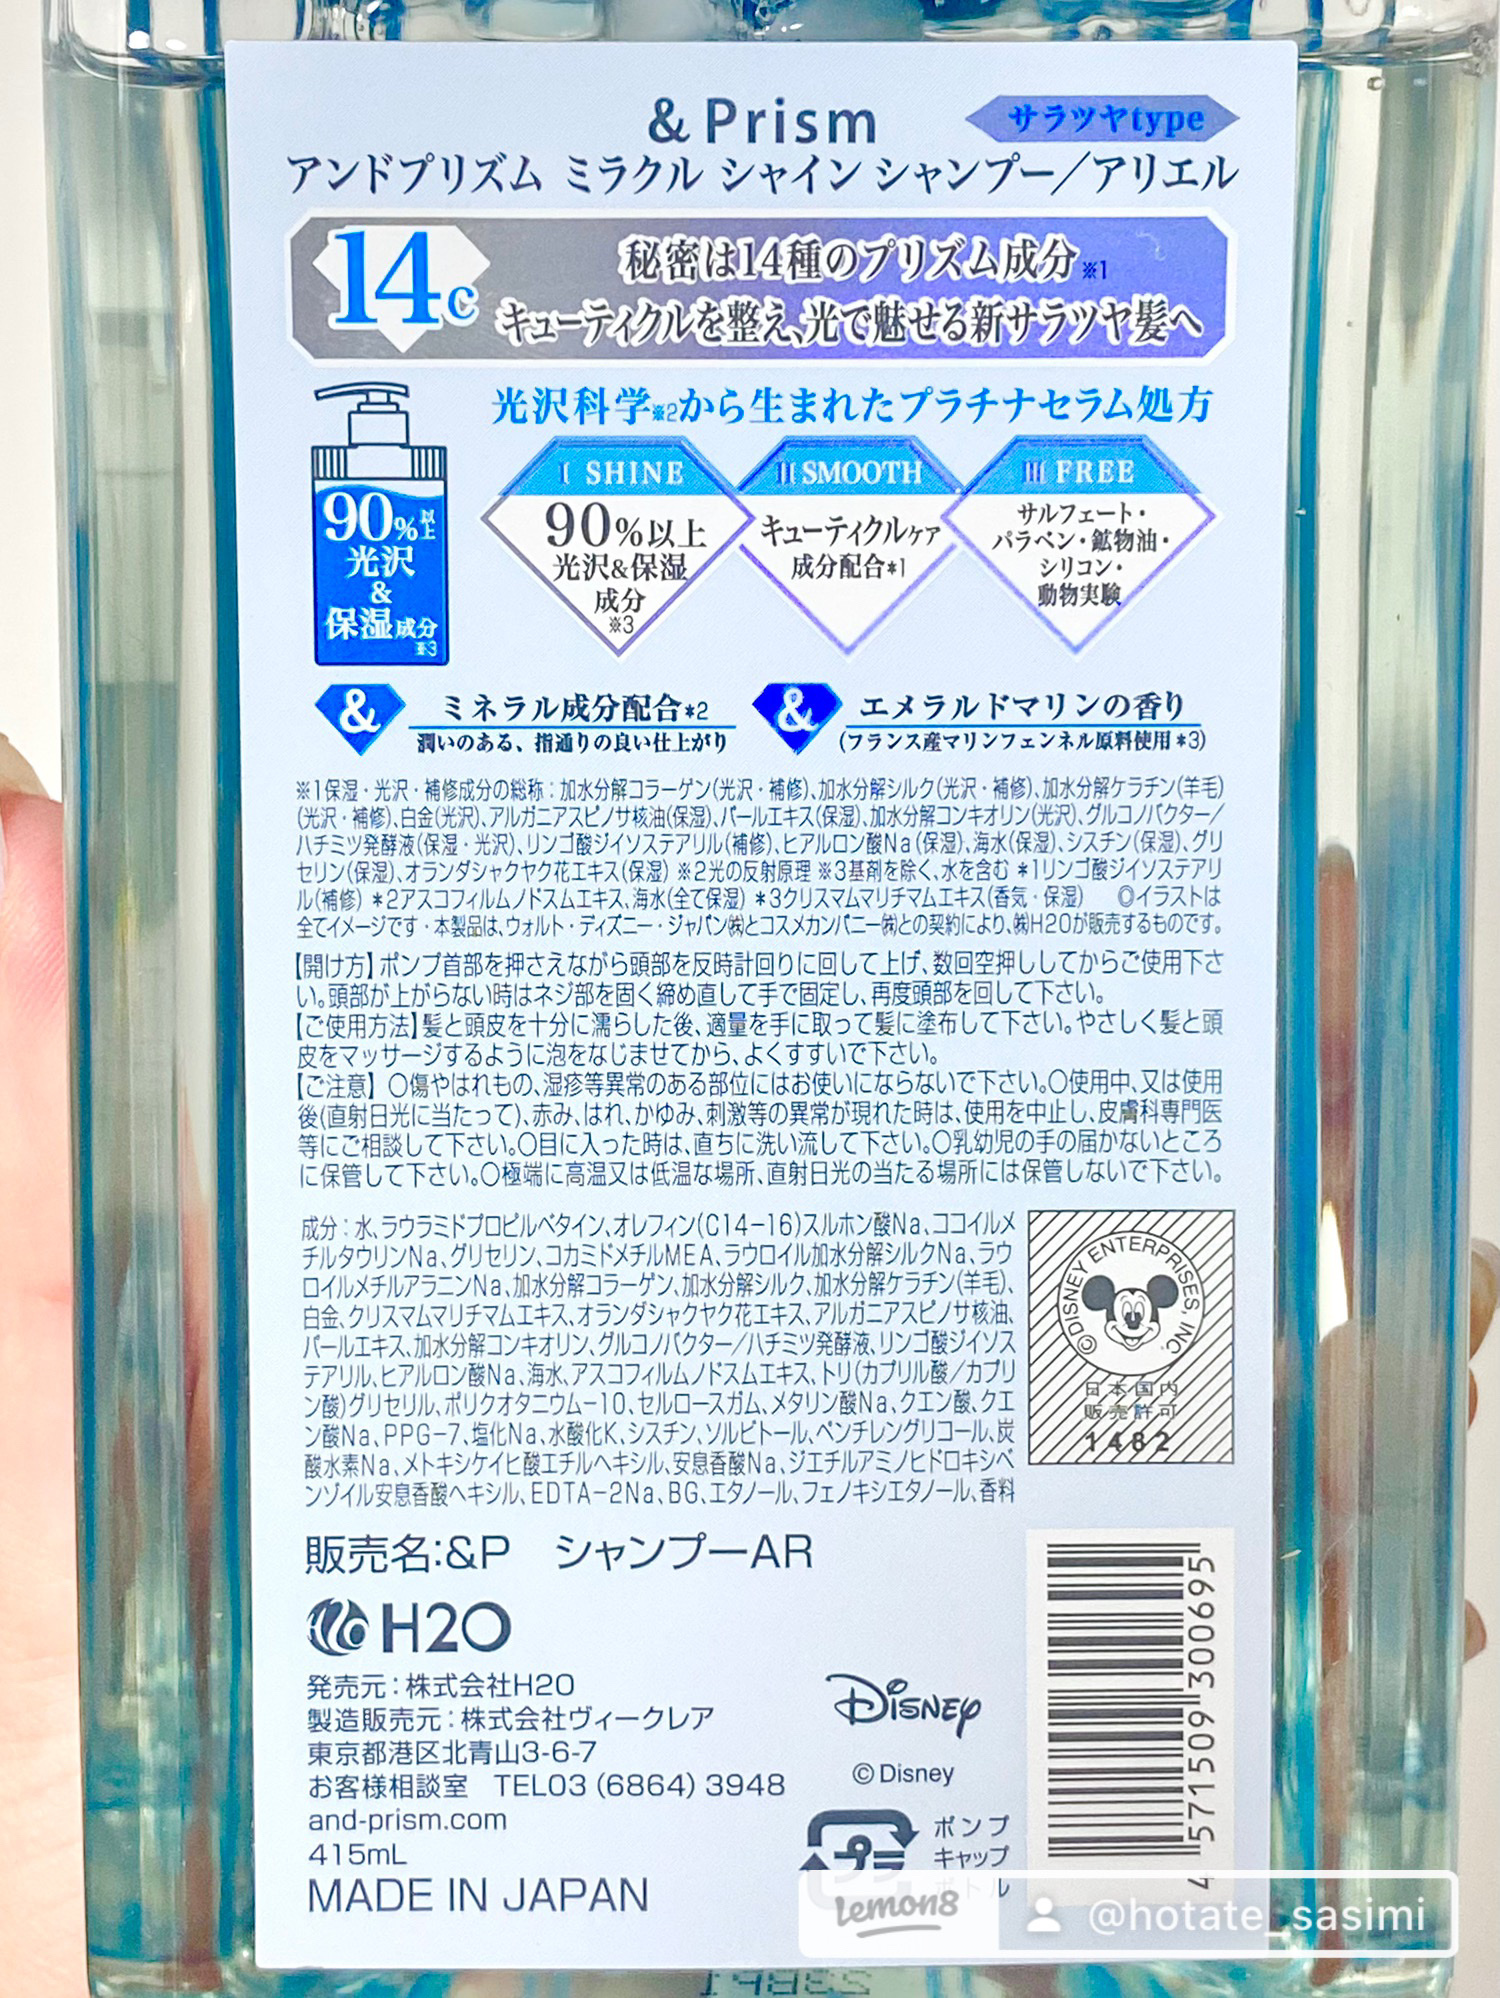 & Prism
サラツヤtype
アンドプリズム ミラクル シャイン シャンプー/アリエル
14c
秘密は14種のプリズム成分※1
キューティクルを整え、光で魅せる新サラツヤ髪へ
光沢科学※2から生まれたプラチナセラム処方
90%以上
光沢
&
保湿成分
※3
I SHINE
90%以上
光沢&保湿
成分
※3
II SMOOTH
キューティクルケア
成分配合*1
III FREE
サルフェート・
パラベン・鉱物油・
シリコン・
動物実験
& ミネラル成分配合*2
潤いのある、指通りの良い仕上がり
& エメラルドマリンの香り
(フランス産マリンフェンネル原料使用*3)
※1保湿・光沢・補修成分の総称:加水分解コラーゲン(光沢・補修)、加水分解シルク(光沢・補修)、加水分解ケラチン(羊毛)
(光沢・補修)、白金(光沢)、アルガニアスピノサ核油(保湿)、パールエキス(保湿)、加水分解コンキオリン(光沢)、グルコノバクター/
ハチミツ発酵液(保湿・光沢)、リンゴ酸ジイソステアリル(補修)、ヒアルロン酸Na(保湿)、海水(保湿)、シスチン(保湿)、グリ
セリン(保湿)、オランダシャクヤク花エキス(保湿) ※2光の反射原理 ※3基剤を除く、水を含む *1リンゴ酸ジイソステアリ
ル(補修) *2アスコフィルムノドスムエキス、海水(全て保湿) *3クリスマムマリチマムエキス(香気・保湿) ◎イラストは
全てイメージです・本製品は、ウォルト・ディズニー・ジャパン㈱とコスメカンパニー㈱との契約により、㈱H2Oが販売するものです。
【開け方】ポンプ首部を押さえながら頭部を反時計回りに回して上げ、数回空押ししてからご使用下さ
い。頭部が上がらない時はネジ部を固く締め直して手で固定し、再度頭部を回して下さい。
【ご使用方法】髪と頭皮を十分に濡らした後、適量を手に取って髪に塗布して下さい。やさしく髪と頭
皮をマッサージするように泡をなじませてから、よくすすいで下さい。
【ご注意】〇傷やはれもの、湿疹等異常のある部位にはお使いにならないで下さい。〇使用中、又は使用
後(直射日光に当たって)、赤み、はれ、かゆみ、刺激等の異常が現れた時は、使用を中止し、皮膚科専門医
等にご相談して下さい。〇目に入った時は、直ちに洗い流して下さい。〇乳幼児の手の届かないところ
に保管して下さい。〇極端に高温又は低温な場所、直射日光の当たる場所には保管しないで下さい。
成分:水、ラウラミドプロピルベタイン、オレフィン(C14-16)スルホン酸Na、ココイルメ
チルタウリンNa、グリセリン、コカミドメチルMEA、ラウロイル加水分解シルクNa、ラウ
ロイルメチルアラニンNa、加水分解コラーゲン、加水分解シルク、加水分解ケラチン(羊毛)、
白金、クリスマムマリチマムエキス、オランダシャクヤク花エキス、アルガニアスピノサ核油、
パールエキス、加水分解コンキオリン、グルコノバクター/ハチミツ発酵液、リンゴ酸ジイソス
テアリル、ヒアルロン酸Na、海水、アスコフィルムノドスムエキス、トリ(カプリル酸/カプリ
ン酸)グリセリル、ポリクオタニウム-10、セルロースガム、メタリン酸Na、クエン酸、クエ
ン酸Na、PPG-7、塩化Na、水酸化K、シスチン、ソルビトール、ペンチレングリコール、炭
酸水素Na、メトキシケイヒ酸エチルヘキシル、安息香酸Na、ジエチルアミノヒドロキシベ
ンゾイル安息香酸ヘキシル、EDTA-2Na、BG、エタノール、フェノキシエタノール、香料
©DISNEY ENTERPRISES, INC.
日本国内
販売許可
1482
販売名:&P シャンプーAR
H2O
発売元:株式会社H2O
製造販売元:株式会社ヴィークレア
東京都港区北青山3-6-7
お客様相談室 TEL03 (6864) 3948
and-prism.com
415mL
MADE IN JAPAN
Disney
© Disney
プラ
ポンプ
キャップ
ボトル
4 571509 300695
lemon8
@hotate_sasimi